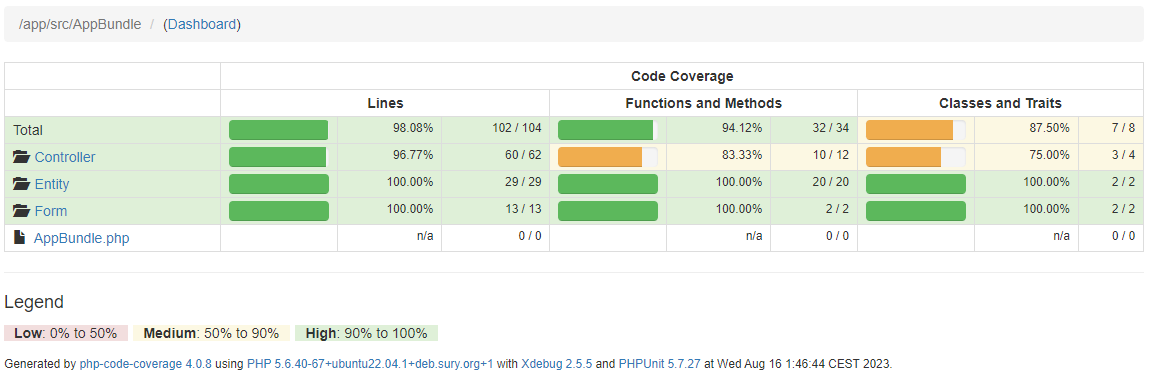 /app/src/AppBundle / (Dashboard)
Code Coverage
Lines Functions and Methods Classes and Traits
Total 98.08% 102 / 104 94.12% 32 / 34 87.50% 7 / 8
Controller 96.77% 60 / 62 83.33% 10 / 12 75.00% 3 / 4
Entity 100.00% 29 / 29 100.00% 20 / 20 100.00% 2 / 2
Form 100.00% 13 / 13 100.00% 2 / 2 100.00% 2 / 2
AppBundle.php n/a 0 / 0 n/a 0 / 0 n/a 0 / 0
Legend
Low: 0% to 50% Medium: 50% to 90% High: 90% to 100%
Generated by php-code-coverage 4.0.8 using PHP 5.6.40-67+ubuntu22.04.1+deb.sury.org+1 with Xdebug 2.5.5 and PHPUnit 5.7.27 at Wed Aug 16 1:46:44 CEST 2023.